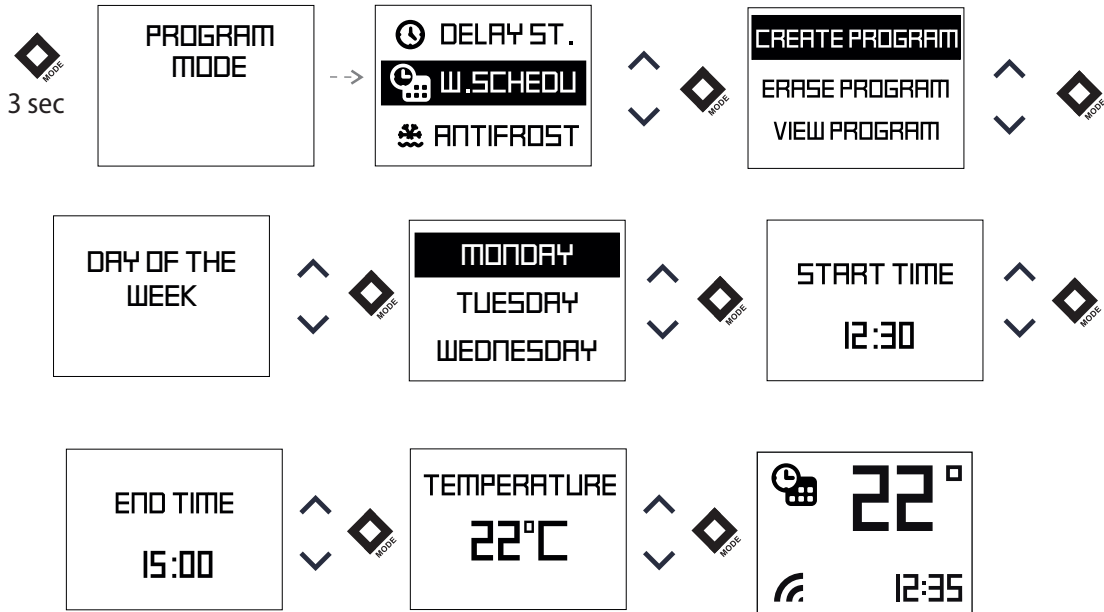 MODE
3 sec
PROGRAM
MODE
DELAY ST.
W.SCHEDU
ANTIFROST
MODE
CREATE PROGRAM
ERASE PROGRAM
VIEW PROGRAM
MODE
DAY OF THE
WEEK
MODE
MONDAY
TUESDAY
WEDNESDAY
MODE
START TIME
12:30
MODE
END TIME
15:00
MODE
TEMPERATURE
22°C
MODE
22°
12:35